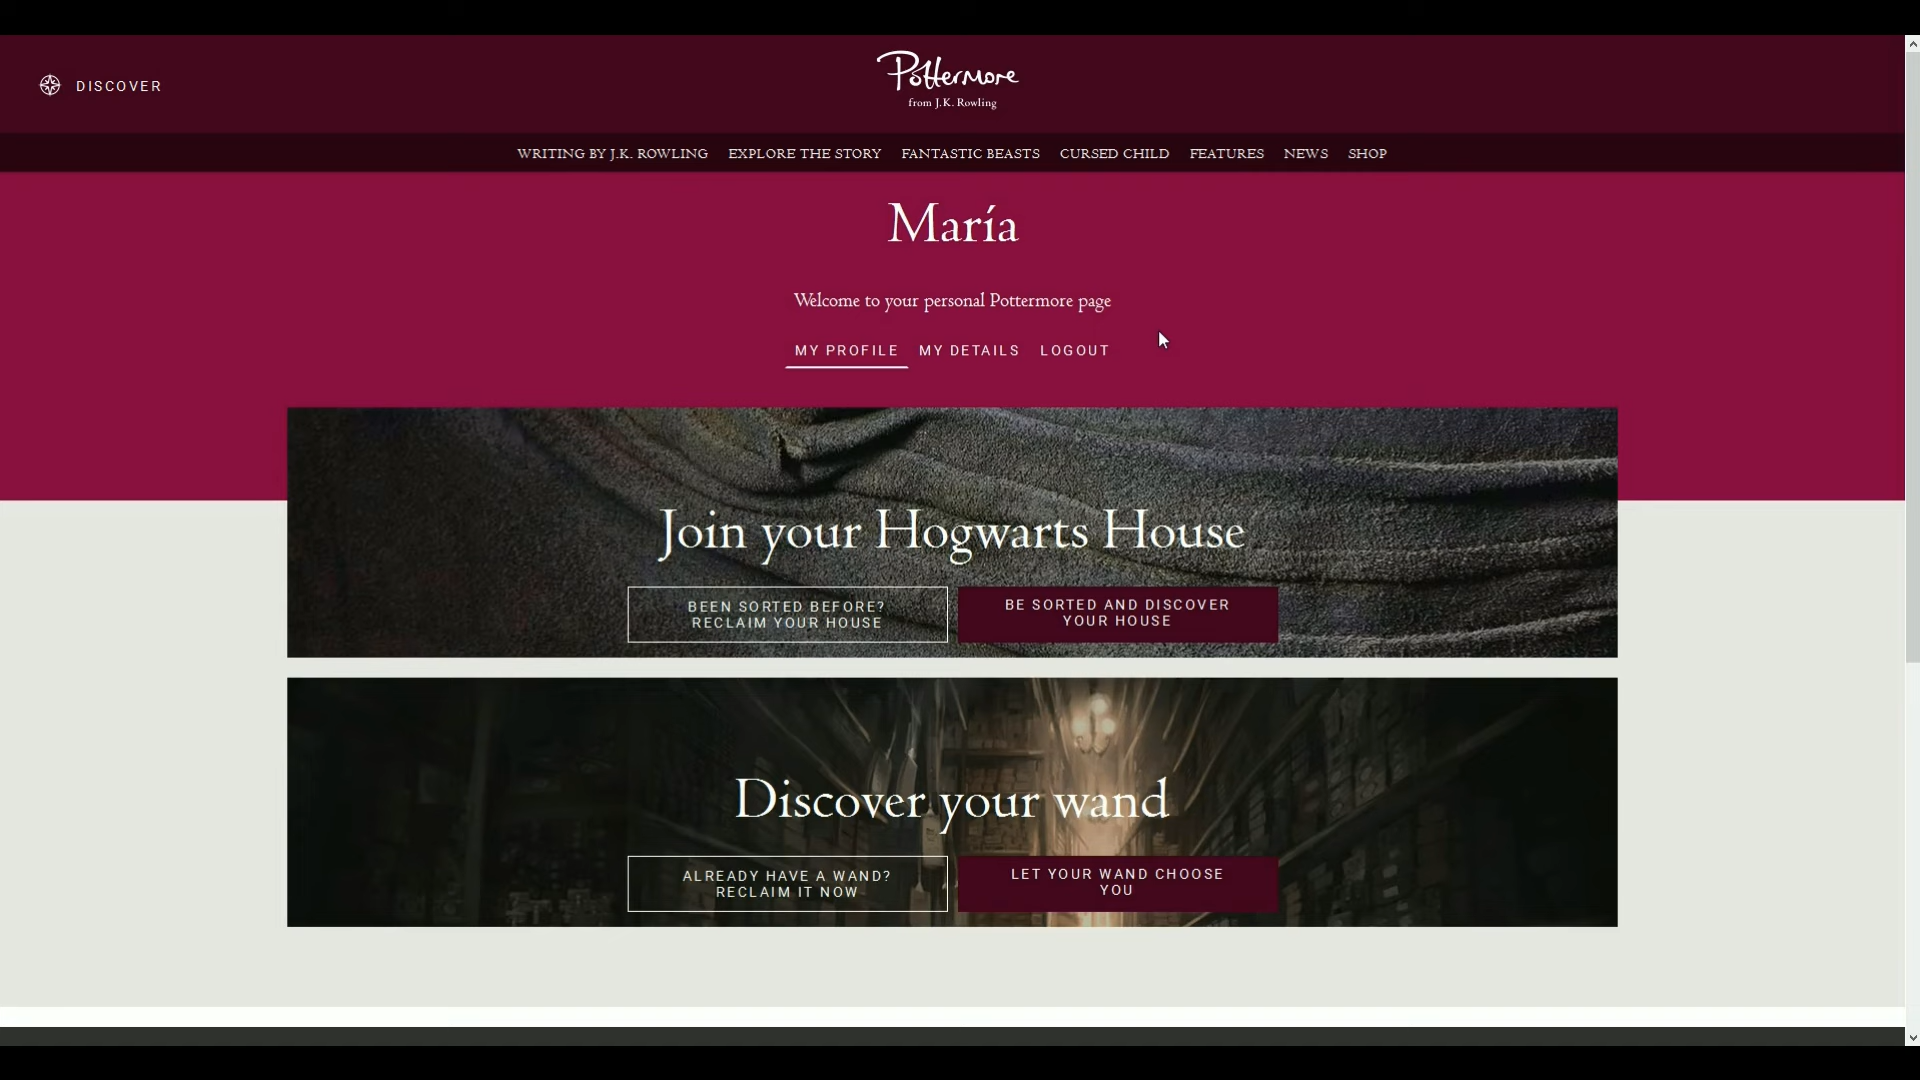 DISCOVER
Pottermore
from J.K. Rowling
WRITING BY J.K. ROWLING EXPLORE THE STORY FANTASTIC BEASTS CURSED CHILD FEATURES NEWS SHOP
María
Welcome to your personal Pottermore page
MY PROFILE MY DETAILS LOGOUT
Join your Hogwarts House
BEEN SORTED BEFORE?
RECLAIM YOUR HOUSE
BE SORTED AND DISCOVER
YOUR HOUSE
Discover your wand
ALREADY HAVE A WAND?
RECLAIM IT NOW
LET YOUR WAND CHOOSE
YOU